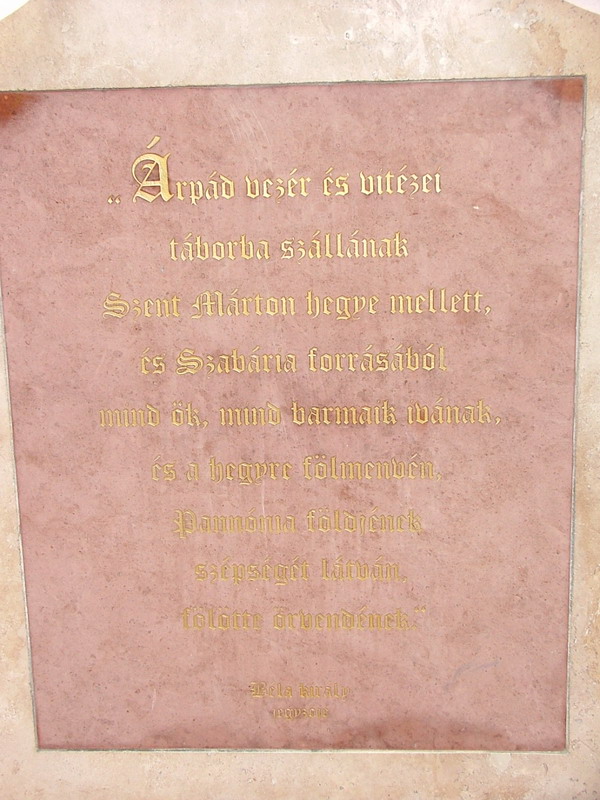 „Árpád vezér és vitézei
táborba szállának
Szent Márton hegye mellett,
és Szabária forrásából
mind ők, mind barmaik ivának,
és a hegyre fölmenvén,
Pannónia földjének
szépségét látván,
fölötte örvendének."
Béla király
jegyzője